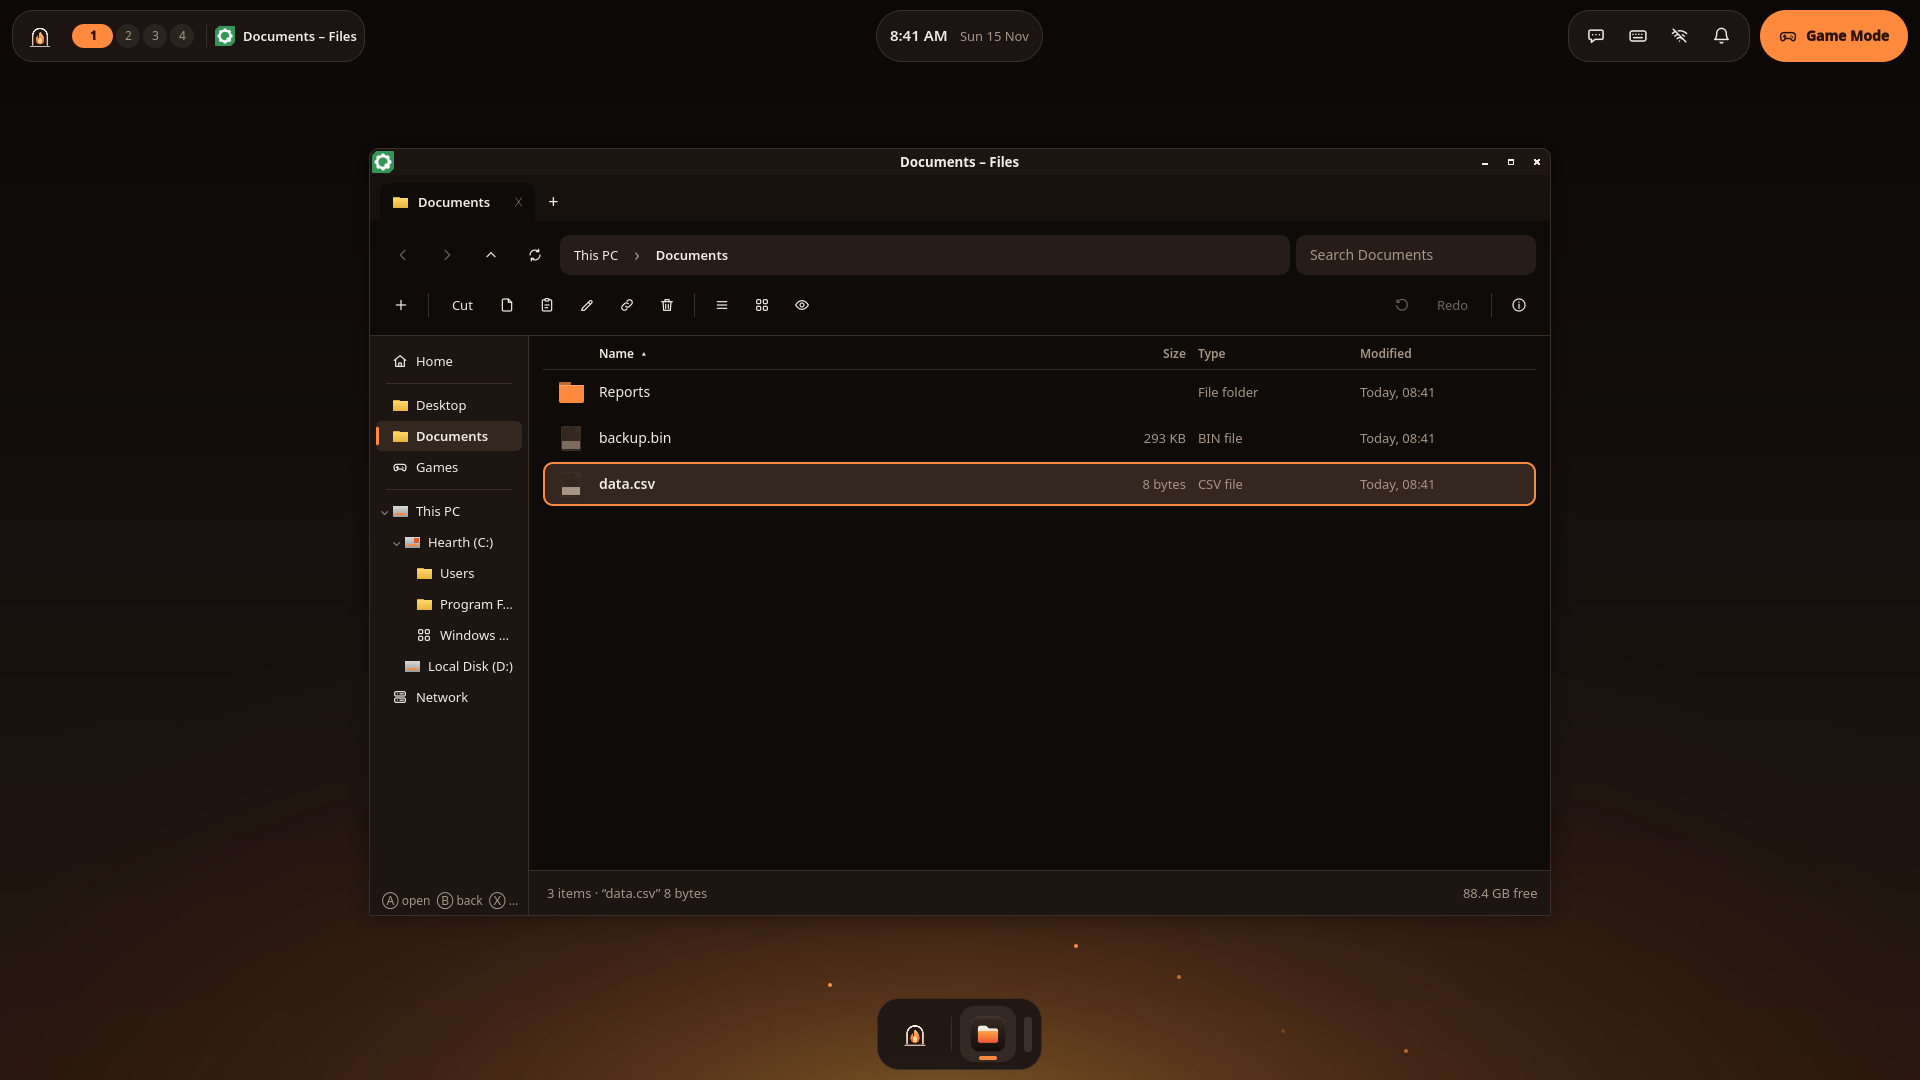 1 2 3 4 Documents – Files
8:41 AM Sun 15 Nov
Game Mode
Documents – Files
Documents X +
This PC › Documents
Search Documents
Cut
Redo
Home
Desktop
Documents
Games
This PC
Hearth (C:)
Users
Program F...
Windows ...
Local Disk (D:)
Network
A open B back X ...
Name Size Type Modified
Reports File folder Today, 08:41
backup.bin 293 KB BIN file Today, 08:41
data.csv 8 bytes CSV file Today, 08:41
3 items · “data.csv” 8 bytes
88.4 GB free